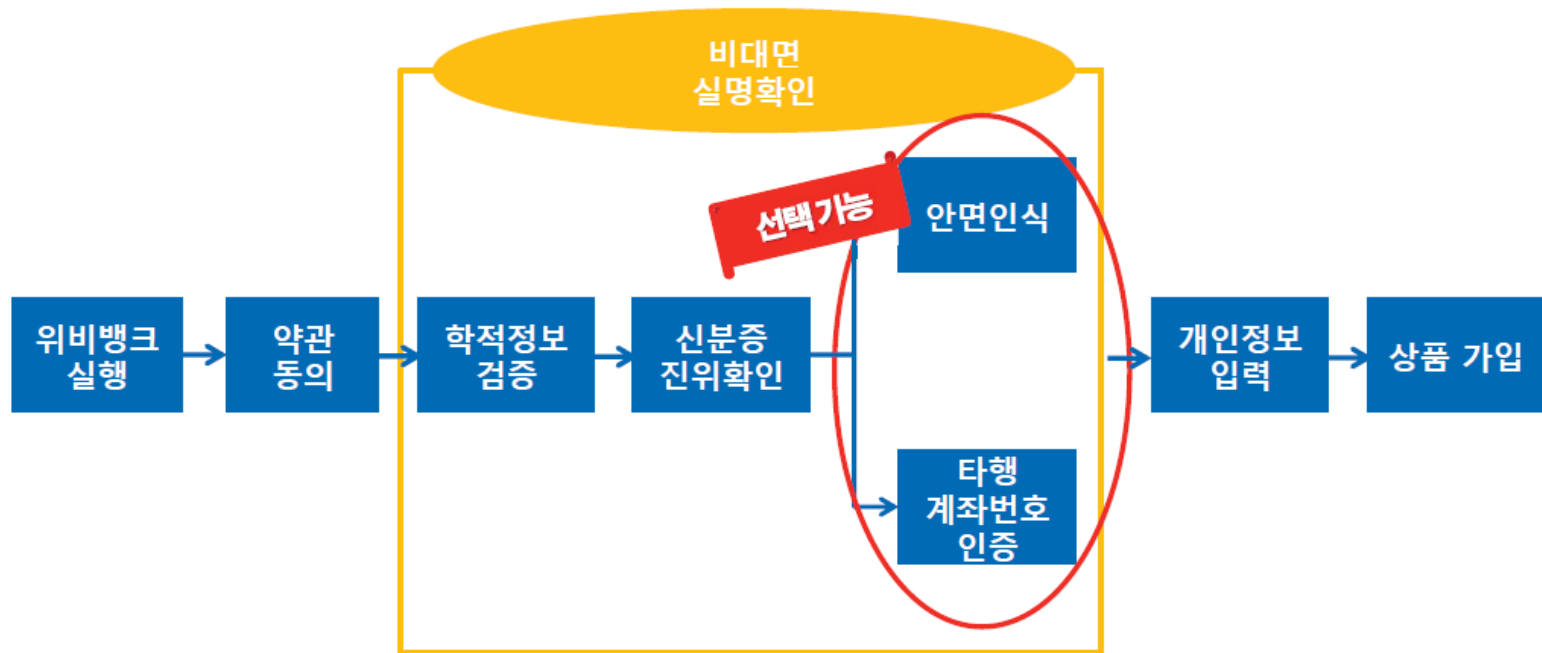 비대면
실명확인
선택 가능
안면인식
위비뱅크
실행
약관
동의
학적정보
검증
신분증
진위확인
개인정보
입력
상품 가입
타행
계좌번호
인증